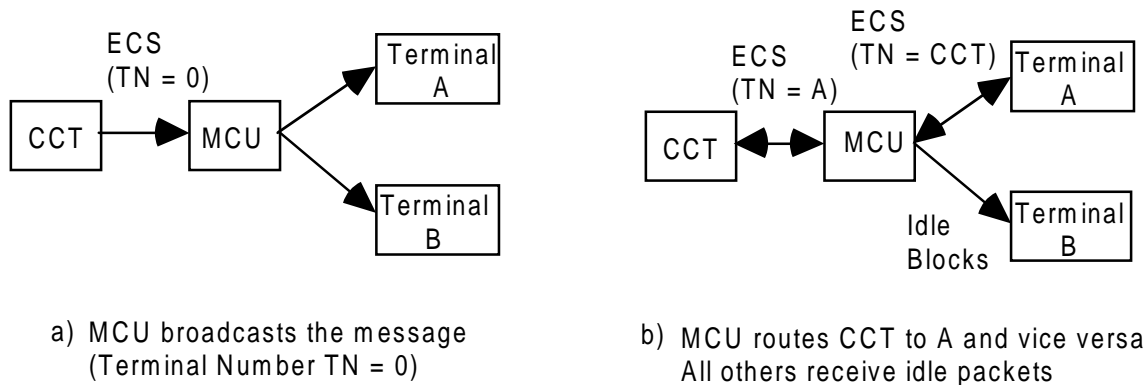 ECS
(TN = 0)
CCT
MCU
Terminal
A
Terminal
B
a) MCU broadcasts the message
(Terminal Number TN = 0)
ECS
(TN = CCT)
ECS
(TN = A)
CCT
MCU
Terminal
A
Terminal
B
Idle
Blocks
b) MCU routes CCT to A and vice versa
All others receive idle packets